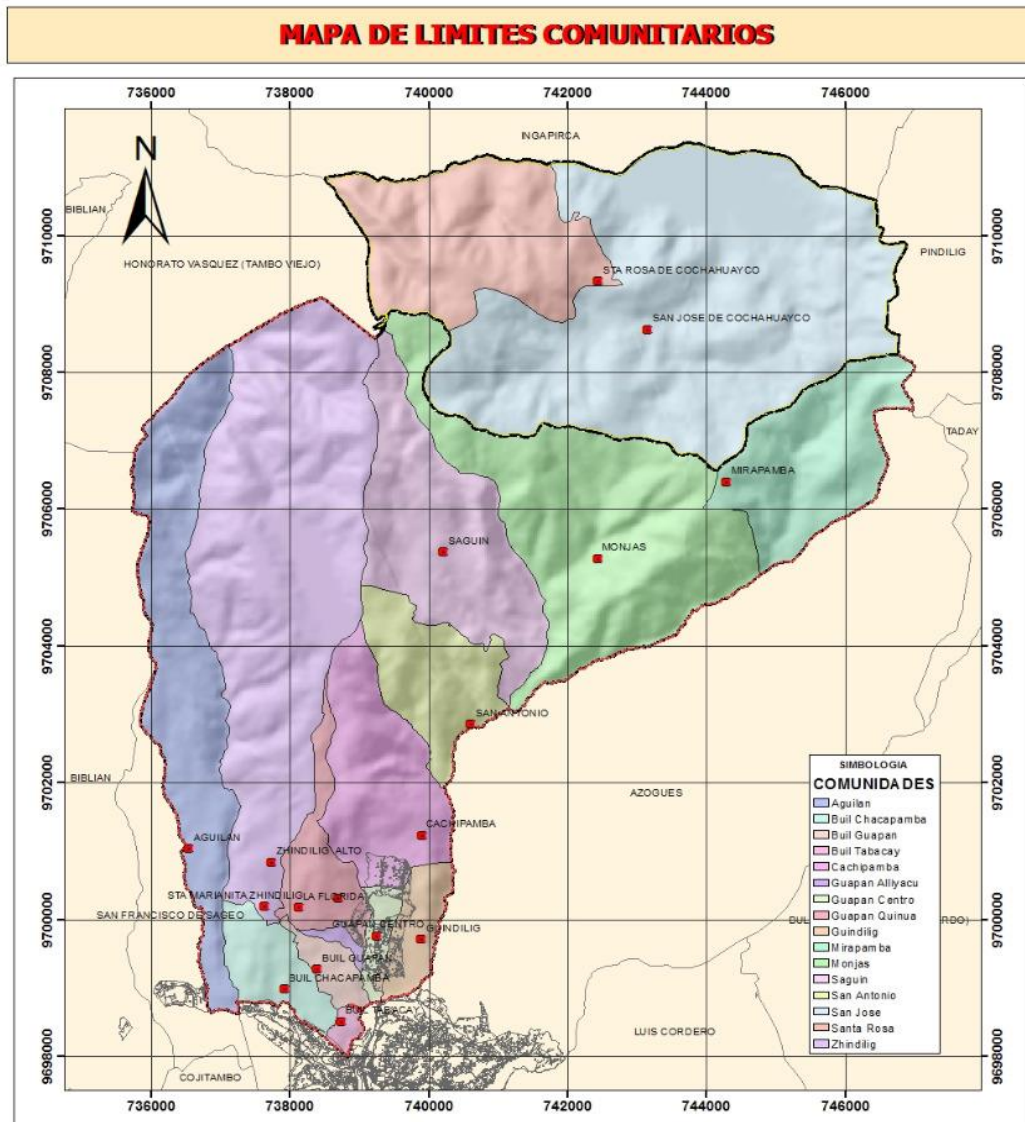 MAPA DE LIMITES COMUNITARIOS
736000 738000 740000 742000 744000 746000
N
INGAPIRCA
BIBLIAN
9710000
9710000
PINDILIG
HONORATO VASQUEZ (TAMBO VIEJO)
STA ROSA DE COCHAHUAYCO
SAN JOSE DE COCHAHUAYCO
9708000
9708000
TADAY
MIRAPAMBA
9706000
9706000
SAGUIN
MONJAS
9704000
9704000
SAN ANTONIO
BIBLIAN
9702000
9702000
AZOGUES
CACHIPAMBA
AGUILAN
ZHINDILIG ALTO
STA MARIANITA ZHINDILIG
LA FLORIDA
SAN FRANCISCO DE SAGEO
9700000
9700000
GUAPAN CENTRO
GUINDILIG
BUIL GUAPAN
BUIL CHACAPAMBA
BUIL TABACAY
LUIS CORDERO
9698000
9698000
COJITAMBO
SIMBOLOGIA
COMUNIDADES
Aguilan
Buil Chacapamba
Buil Guapan
Buil Tabacay
Cachipamba
Guapan Alliyacu
Guapan Centro
Guapan Quinua
Guindilig
Mirapamba
Monjas
Saguin
San Antonio
San Jose
Santa Rosa
Zhindilig
736000 738000 740000 742000 744000 746000